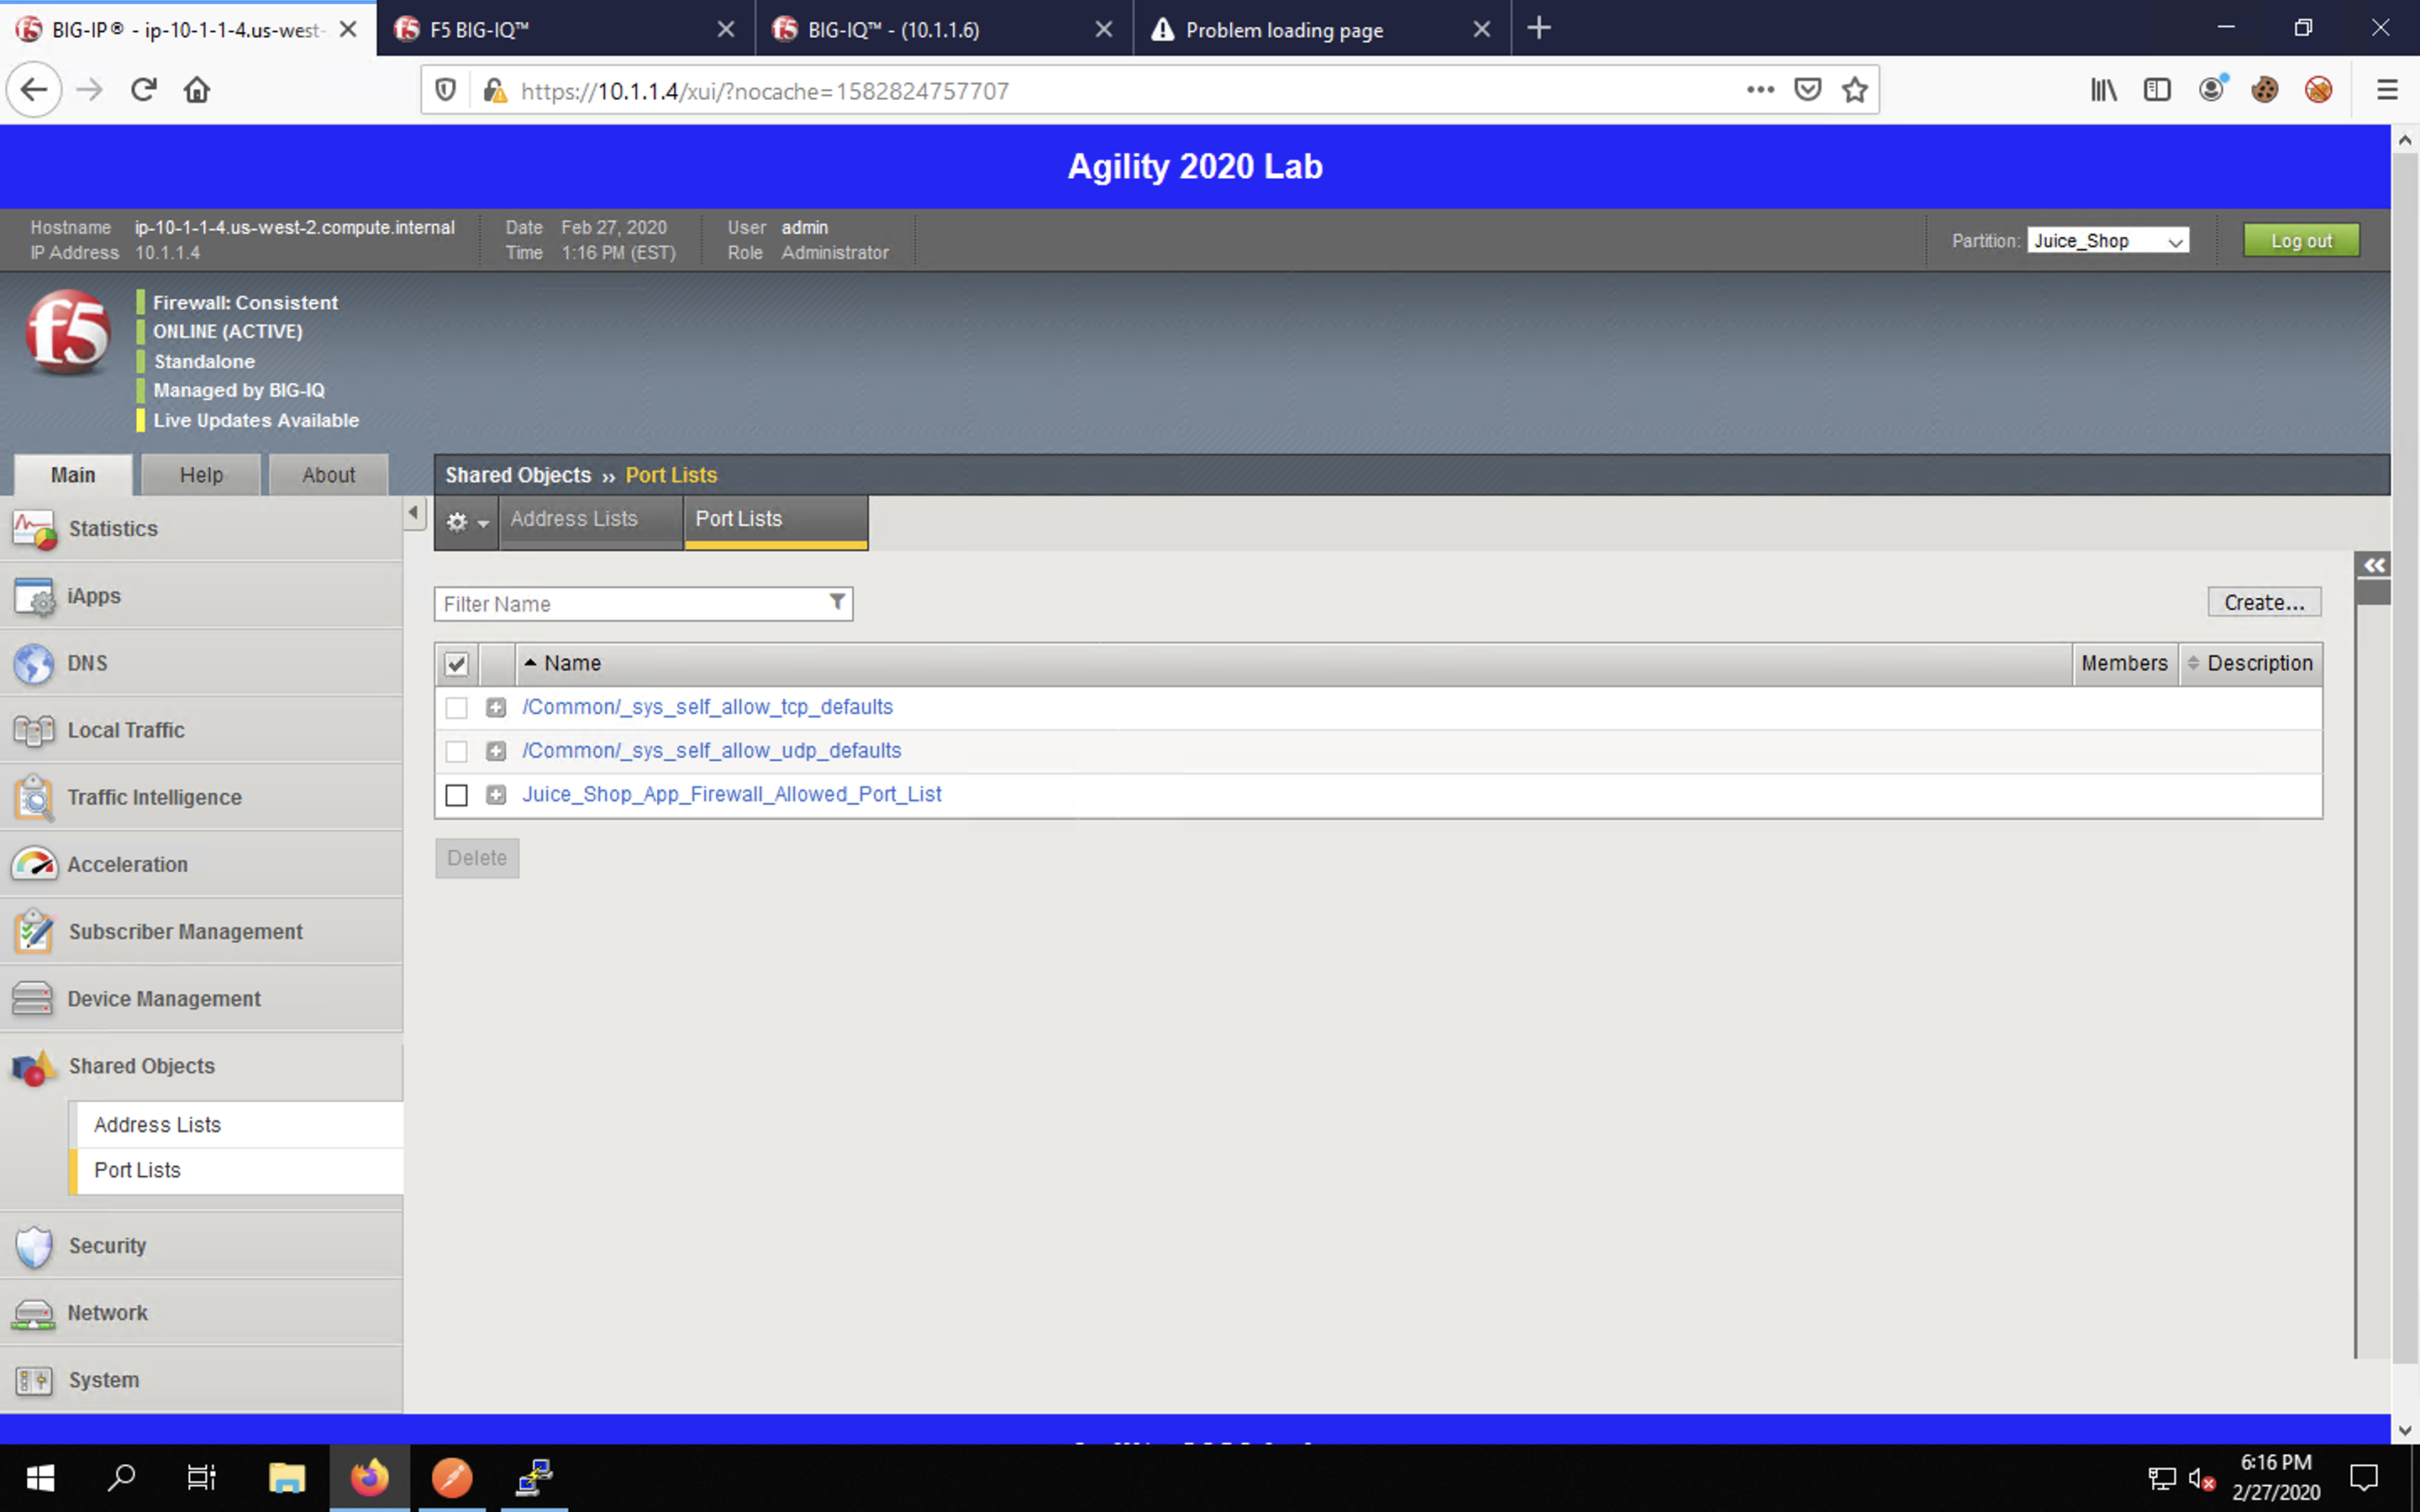 BIG-IP® - ip-10-1-1-4.us-west-
F5 BIG-IQ™
BIG-IQ™ - (10.1.1.6)
Problem loading page
https://10.1.1.4/xui/?nocache=1582824757707
Agility 2020 Lab
Hostname ip-10-1-1-4.us-west-2.compute.internal
IP Address 10.1.1.4
Date Feb 27, 2020
Time 1:16 PM (EST)
User admin
Role Administrator
Partition: Juice_Shop
Log out
f5
Firewall: Consistent
ONLINE (ACTIVE)
Standalone
Managed by BIG-IQ
Live Updates Available
Main Help About
Shared Objects ›› Port Lists
Address Lists Port Lists
Statistics
iApps
DNS
Local Traffic
Traffic Intelligence
Acceleration
Subscriber Management
Device Management
Shared Objects
Address Lists
Port Lists
Security
Network
System
Filter Name
Create...
Name Members Description
/Common/_sys_self_allow_tcp_defaults
/Common/_sys_self_allow_udp_defaults
Juice_Shop_App_Firewall_Allowed_Port_List
Delete
6:16 PM
2/27/2020